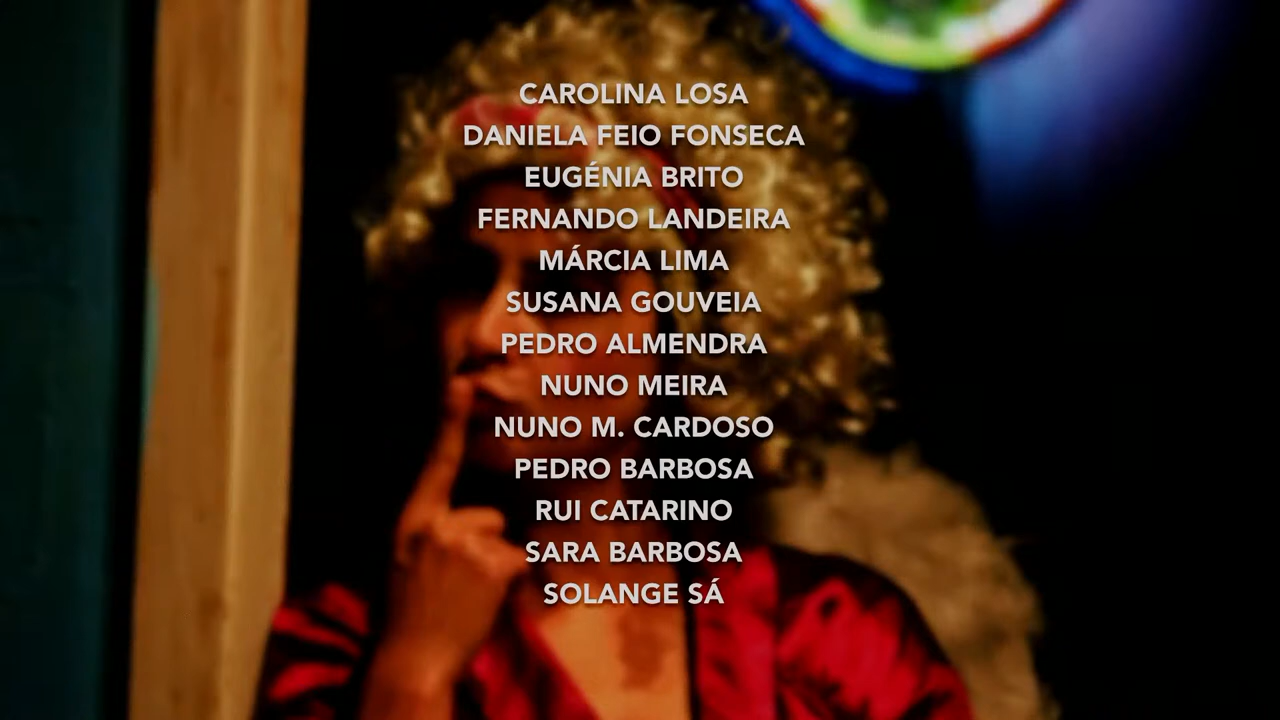 CAROLINA LOSA
DANIELA FEIO FONSECA
EUGÉNIA BRITO
FERNANDO LANDEIRA
MÁRCIA LIMA
SUSANA GOUVEIA
PEDRO ALMENDRA
NUNO MEIRA
NUNO M. CARDOSO
PEDRO BARBOSA
RUI CATARINO
SARA BARBOSA
SOLANGE SÁ